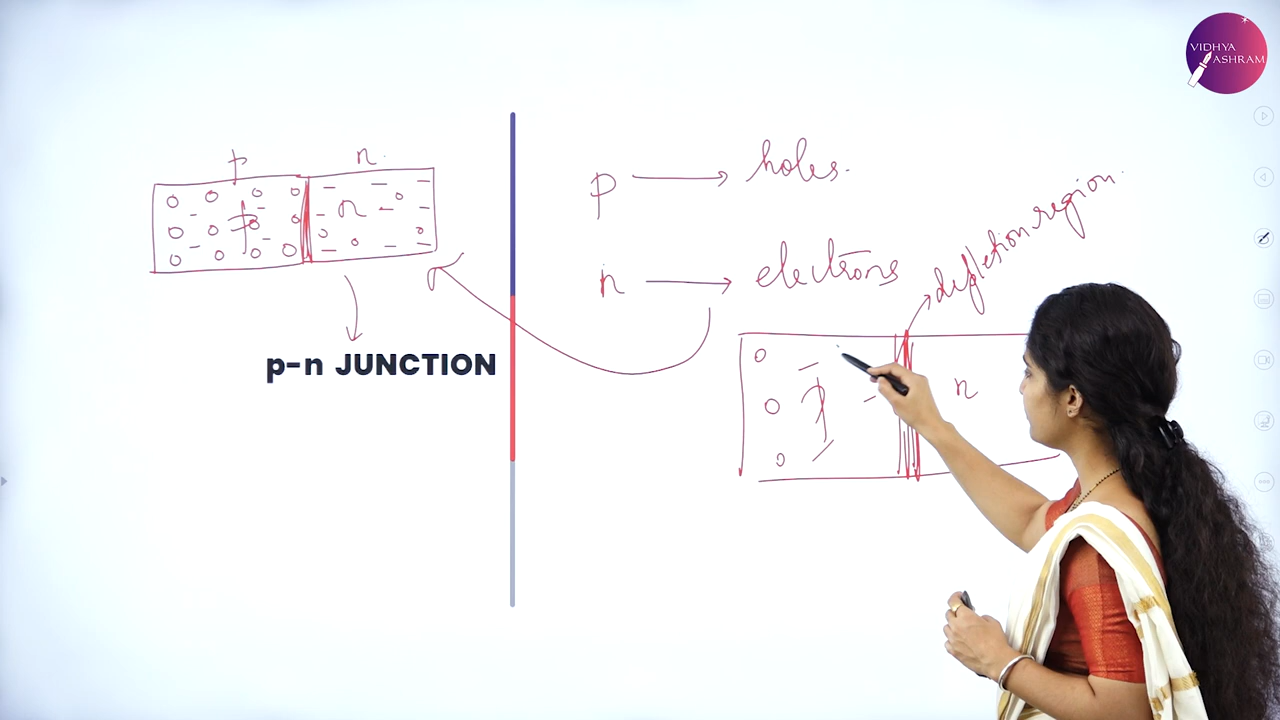 VIDHYA
ASHRAM
p n
p n
p-n JUNCTION
p → holes.
n → electrons
depletion region.
p n